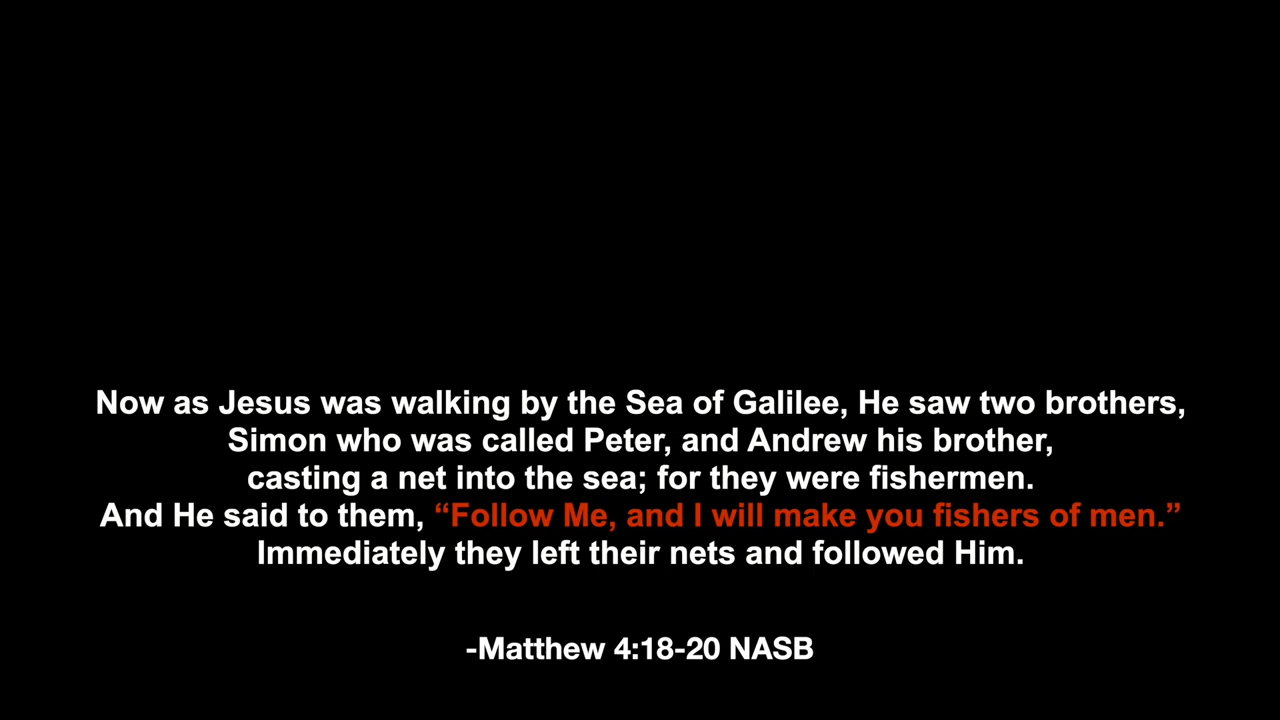 Now as Jesus was walking by the Sea of Galilee, He saw two brothers,
Simon who was called Peter, and Andrew his brother,
casting a net into the sea; for they were fishermen.
And He said to them, “Follow Me, and I will make you fishers of men.”
Immediately they left their nets and followed Him.
-Matthew 4:18-20 NASB